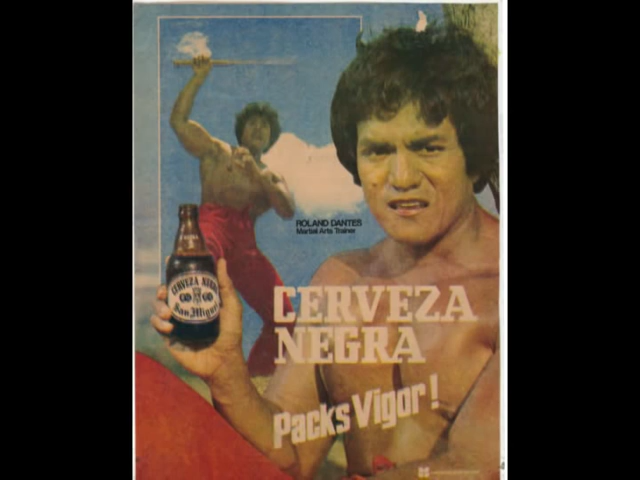 ROLAND DANTES
Martial Arts Trainer
CERVEZA NEGRA
San Miguel
CERVEZA
NEGRA
Packs Vigor!